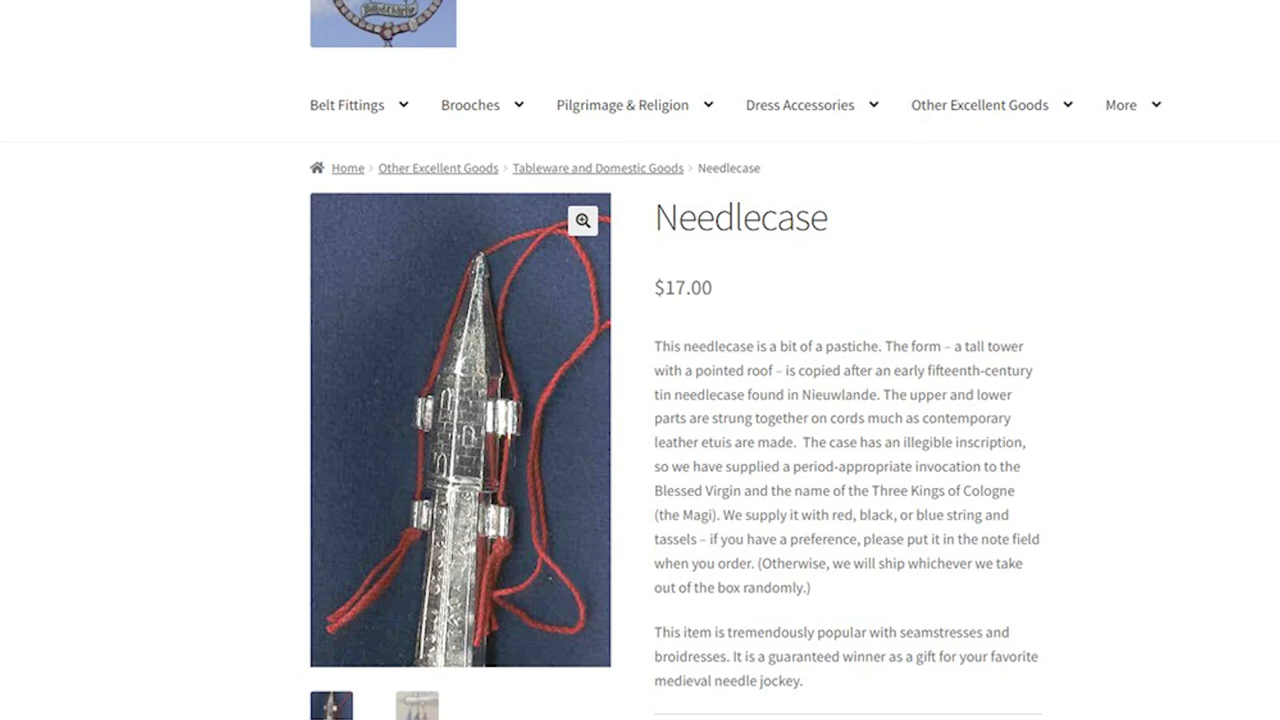 Belt Fittings
Brooches
Pilgrimage & Religion
Dress Accessories
Other Excellent Goods
More
Home > Other Excellent Goods > Tableware and Domestic Goods > Needlecase
Needlecase
$17.00
This needlecase is a bit of a pastiche. The form – a tall tower
with a pointed roof – is copied after an early fifteenth-century
tin needlecase found in Nieuwlande. The upper and lower
parts are strung together on cords much as contemporary
leather etuis are made.  The case has an illegible inscription,
so we have supplied a period-appropriate invocation to the
Blessed Virgin and the name of the Three Kings of Cologne
(the Magi). We supply it with red, black, or blue string and
tassels – if you have a preference, please put it in the note field
when you order. (Otherwise, we will ship whichever we take
out of the box randomly.)
This item is tremendously popular with seamstresses and
broidresses. It is a guaranteed winner as a gift for your favorite
medieval needle jockey.